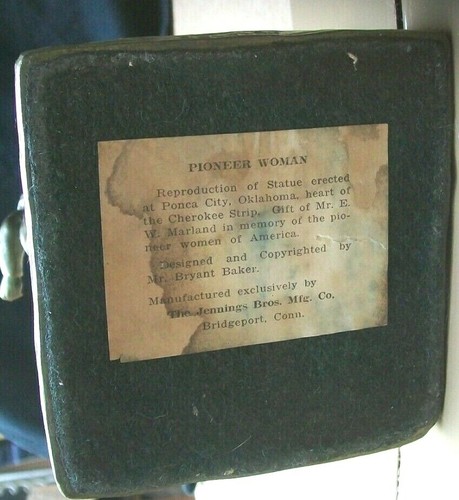 PIONEER WOMAN
Reproduction of Statue erected
at Ponca City, Oklahoma, heart of
the Cherokee Strip. Gift of Mr. E.
W. Marland in memory of the pio-
neer women of America.
Designed and Copyrighted by
Mr. Bryant Baker.
Manufactured exclusively by
The Jennings Bros. Mfg. Co.
Bridgeport, Conn.